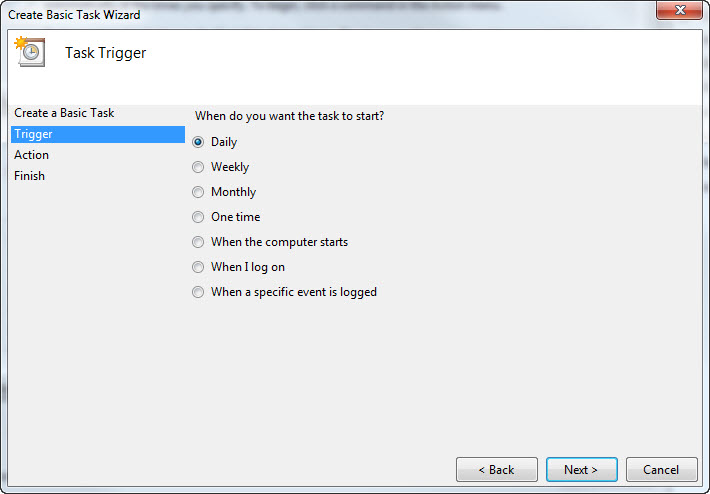 Create Basic Task Wizard
Task Trigger
Create a Basic Task
Trigger
Action
Finish
When do you want the task to start?
Daily
Weekly
Monthly
One time
When the computer starts
When I log on
When a specific event is logged
< Back
Next >
Cancel